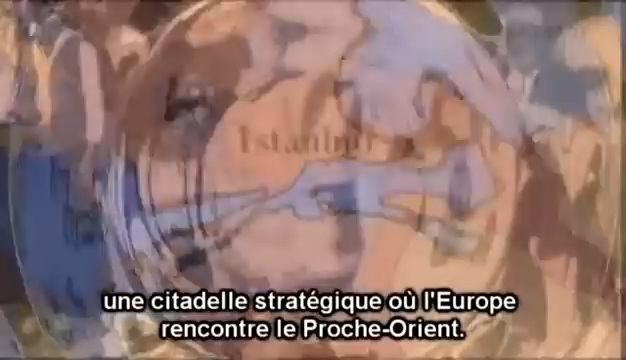 Istanbul
une citadelle stratégique où l'Europe
rencontre le Proche-Orient.